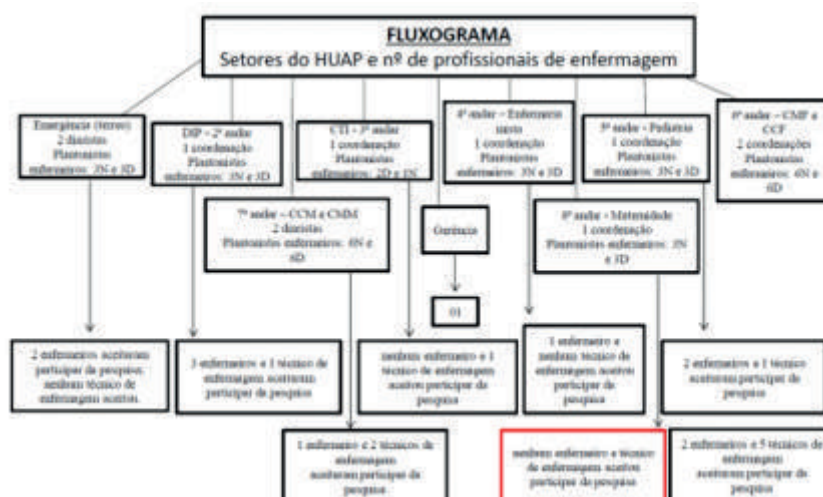 FLUXOGRAMA
Setores do HUAP e nº de profissionais de enfermagem
Emergência (térreo)
2 diaristas
Plantonistas
enfermeiros: 3N e 3D
DIP - 2º andar
1 coordenação
Plantonistas
enfermeiros: 3N e 3D
CTI - 3º andar
1 coordenação
Plantonistas
enfermeiros: 2D e 1N
4º andar - Enfermaria
mista
1 coordenação
Plantonistas
enfermeiros: 3N e 3D
5º andar - Pediatria
1 coordenação
Plantonistas
enfermeiros: 3N e 3D
6º andar - CMF e
CCF
2 coordenações
Plantonistas
enfermeiros: 6N e
6D
7º andar - CCM e CMM
2 diaristas
Plantonistas enfermeiros: 6N e
6D
Gerência
01
8º andar - Maternidade
1 coordenação
Plantonistas enfermeiros: 3N
e 3D
2 enfermeiros aceitaram
participar da pesquisa,
nenhum técnico de
enfermagem aceitou.
3 enfermeiros e 1 técnico de
enfermagem aceitaram
participar da pesquisa
nenhum enfermeiro e 1
técnico de enfermagem
aceitou participar da
pesquisa
1 enfermeiro e
nenhum técnico de
enfermagem aceitou
participar da
pesquisa
2 enfermeiros e 1 técnico
aceitaram participar da
pesquisa
1 enfermeiro e 2 técnicos de
enfermagem
aceitaram participar da
pesquisa
nenhum enfermeiro e técnico
de enfermagem aceitou
participar da pesquisa
2 enfermeiros e 5 técnicos de
enfermagem
aceitaram participar da
pesquisa